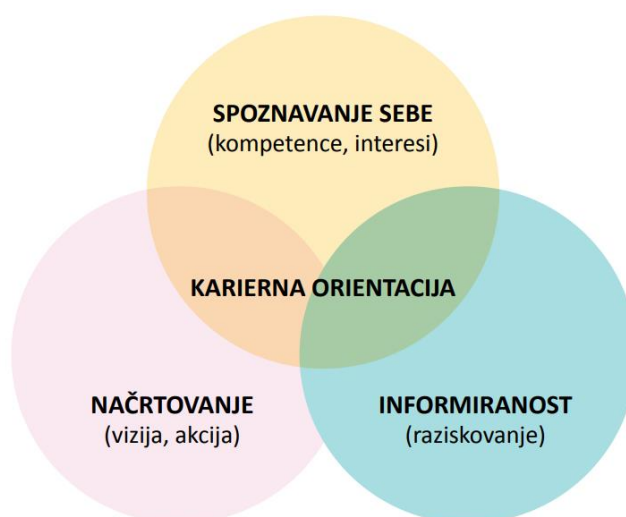 SPOZNAVANJE SEBE
(kompetence, interesi)
KARIERNA ORIENTACIJA
NAČRTOVANJE
(vizija, akcija)
INFORMIRANOST
(raziskovanje)